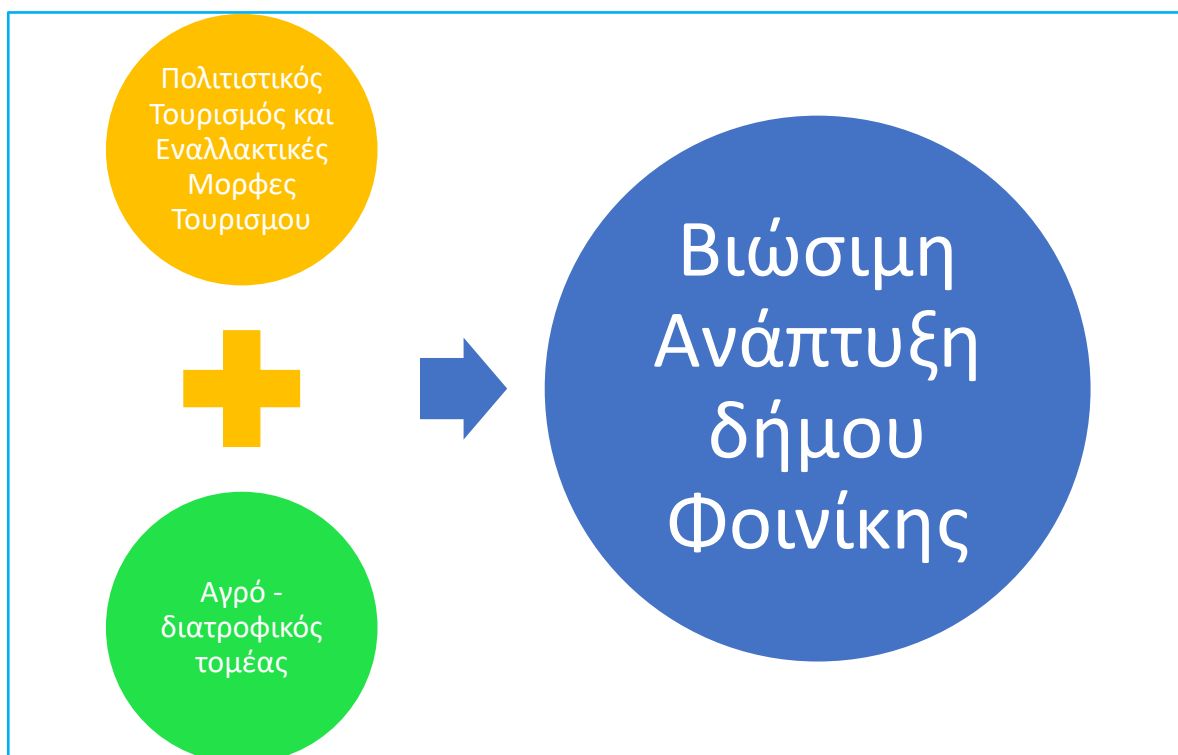 Πολιτιστικός
Τουρισμός και
Εναλλακτικές
Μορφες
Τουρισμου
Αγρό -
διατροφικός
τομέας
Βιώσιμη
Ανάπτυξη
δήμου
Φοινίκης